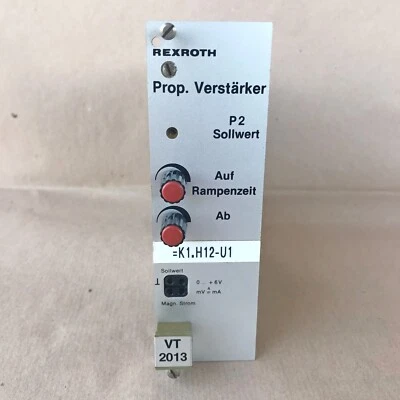 REXROTH
Prop. Verstärker
P2
Sollwert
Auf
Rampenzeit
Ab
=K1.H12-U1
Sollwert
⊥ 0 ... + 6V
mV ≙ mA
Magn. Strom
VT
2013